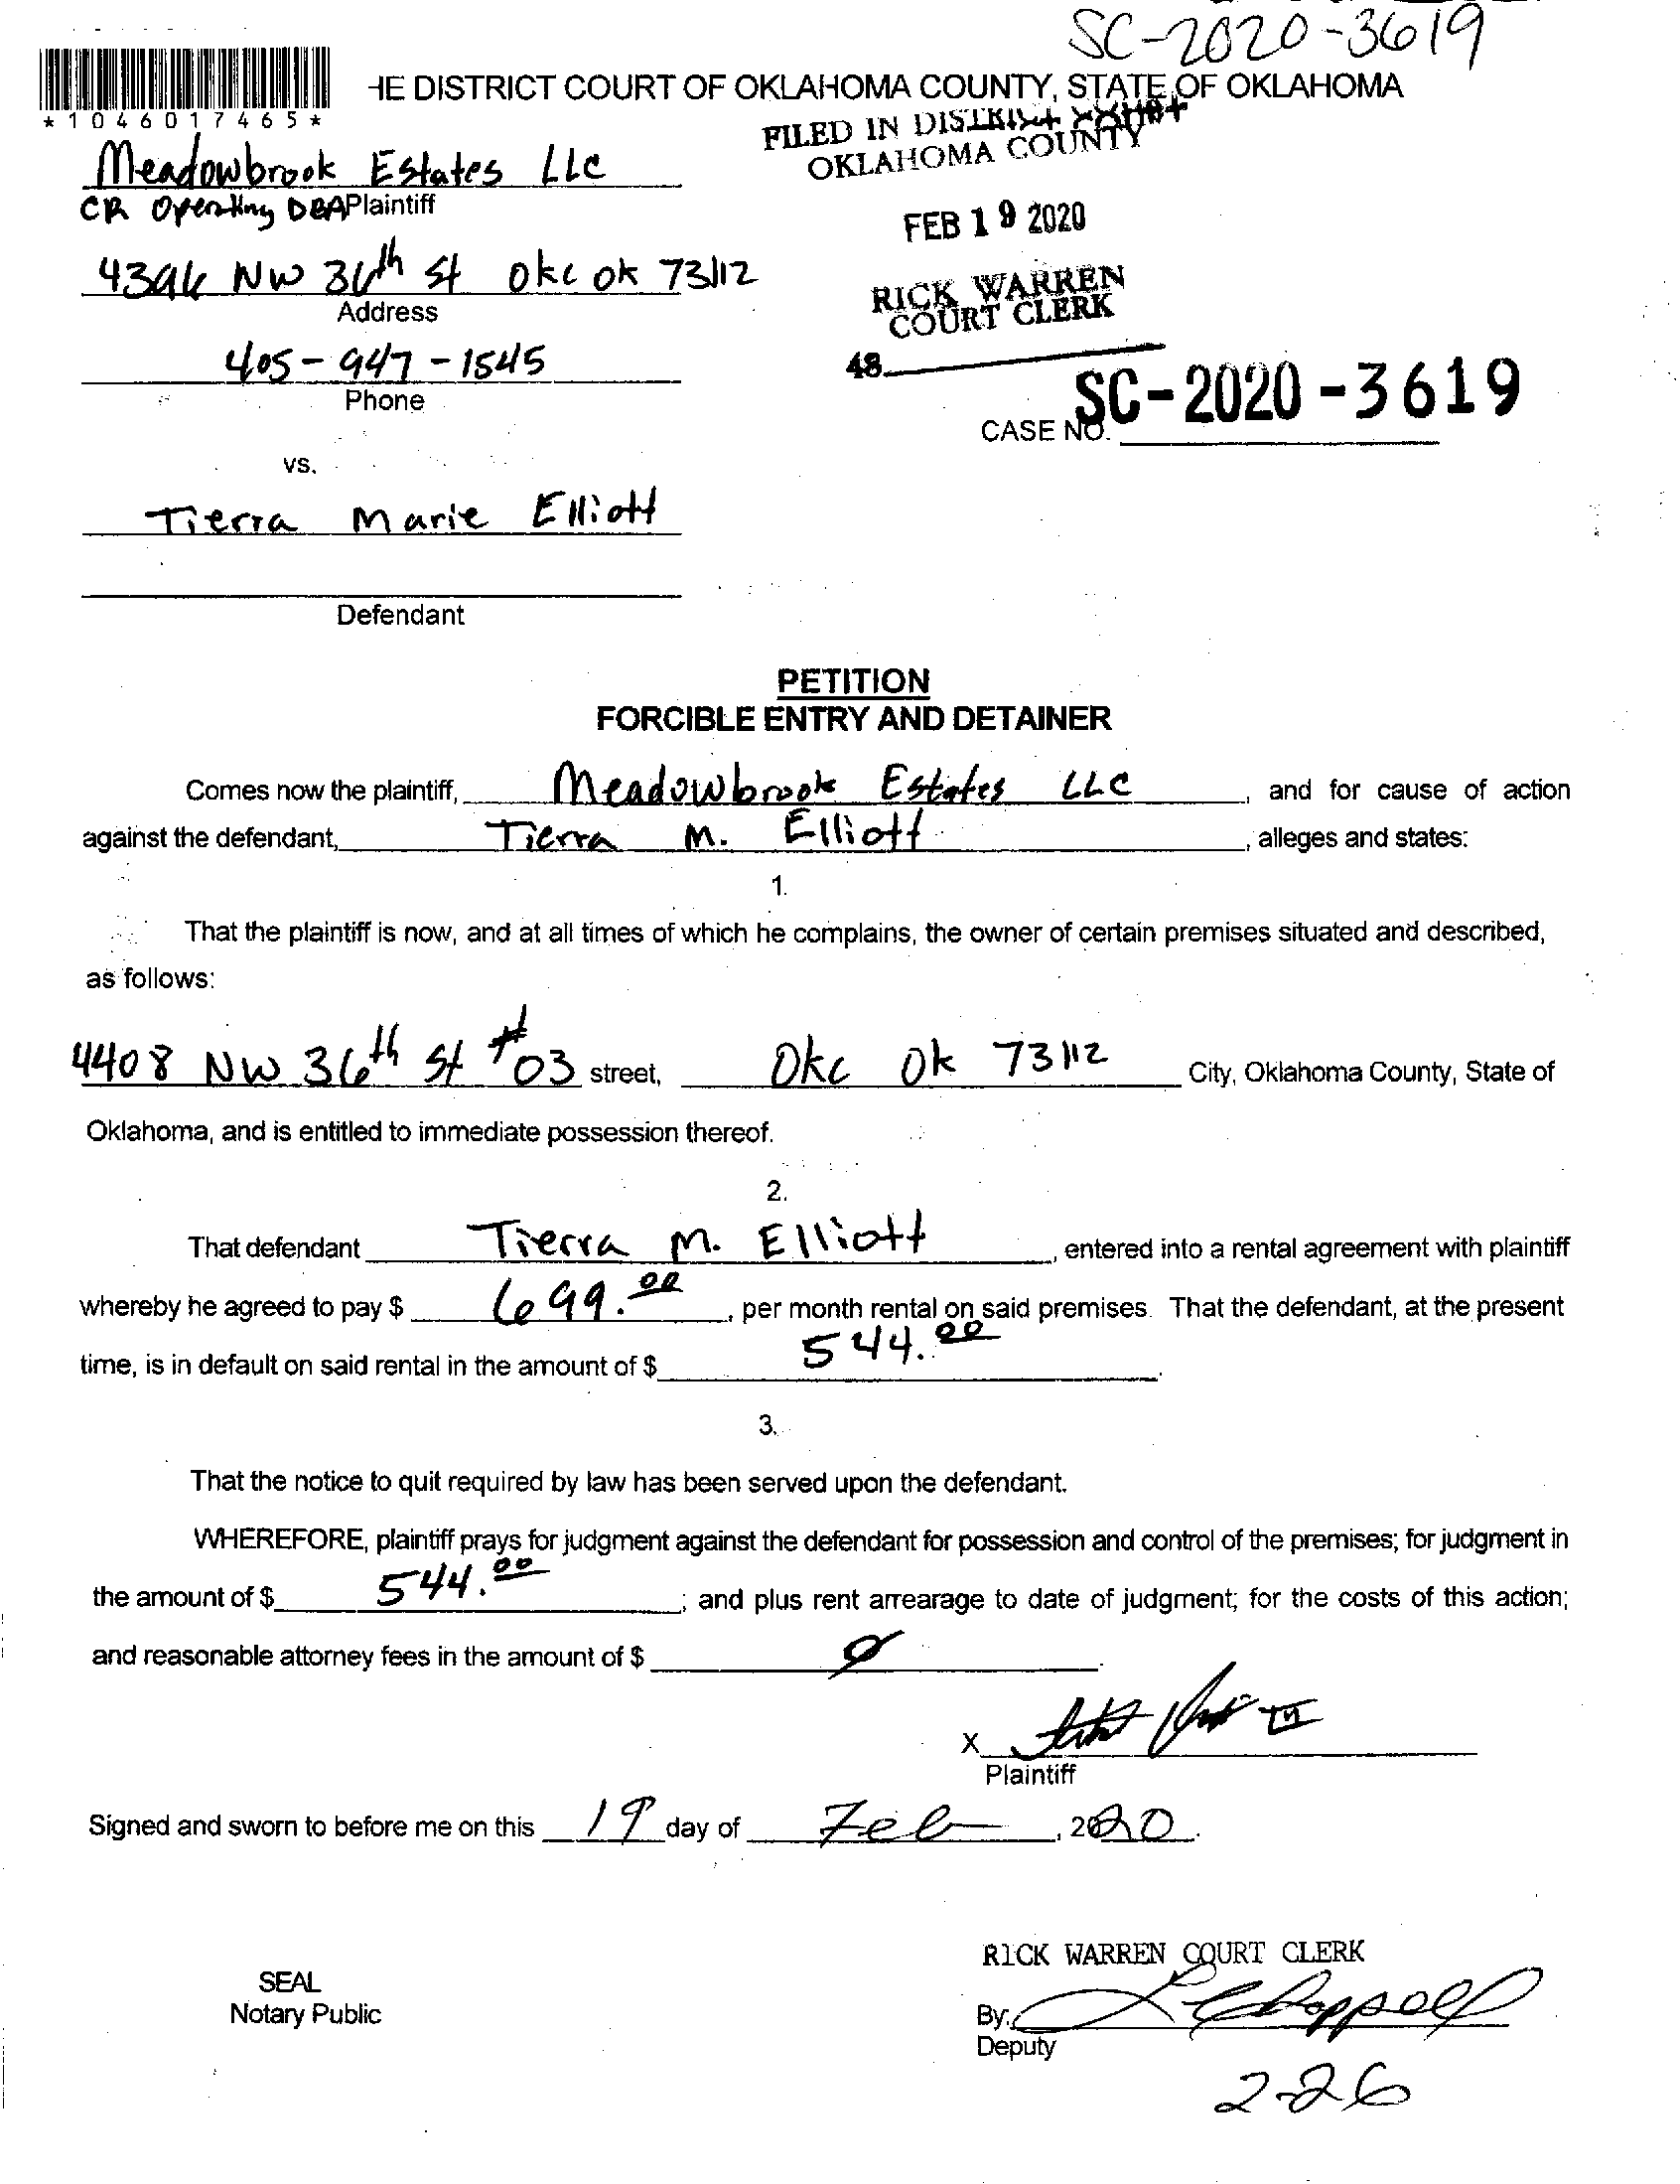 SC-2020-3619
HE DISTRICT COURT OF OKLAHOMA COUNTY, STATE OF OKLAHOMA
*1046017465*
FILED IN DISTRICT COURT
OKLAHOMA COUNTY
Meadowbrook Estates LLC
CR Operating DBA Plaintiff
FEB 19 2020
4396 NW 36th St OKC OK 73112
Address
RICK WARREN
COURT CLERK
405-947-1545
Phone
48
SC-2020-3619
CASE NO.
vs.
Tierra Marie Elliott
Defendant
PETITION
FORCIBLE ENTRY AND DETAINER
Comes now the plaintiff, Meadowbrook Estates LLC, and for cause of action
against the defendant, Tierra M. Elliott, alleges and states:
1.
That the plaintiff is now, and at all times of which he complains, the owner of certain premises situated and described,
as follows:
4408 NW 36th St #03 street, OKC OK 73112 City, Oklahoma County, State of
Oklahoma, and is entitled to immediate possession thereof.
2.
That defendant Tierra M. Elliott, entered into a rental agreement with plaintiff
whereby he agreed to pay $ 699.00, per month rental on said premises. That the defendant, at the present
time, is in default on said rental in the amount of $ 544.00.
3.
That the notice to quit required by law has been served upon the defendant.
WHEREFORE, plaintiff prays for judgment against the defendant for possession and control of the premises; for judgment in
the amount of $ 544.00; and plus rent arrearage to date of judgment; for the costs of this action;
and reasonable attorney fees in the amount of $ 0.
X III
Plaintiff
Signed and sworn to before me on this 19 day of Feb, 2020.
RICK WARREN COURT CLERK
SEAL
Notary Public
By:
Deputy
226